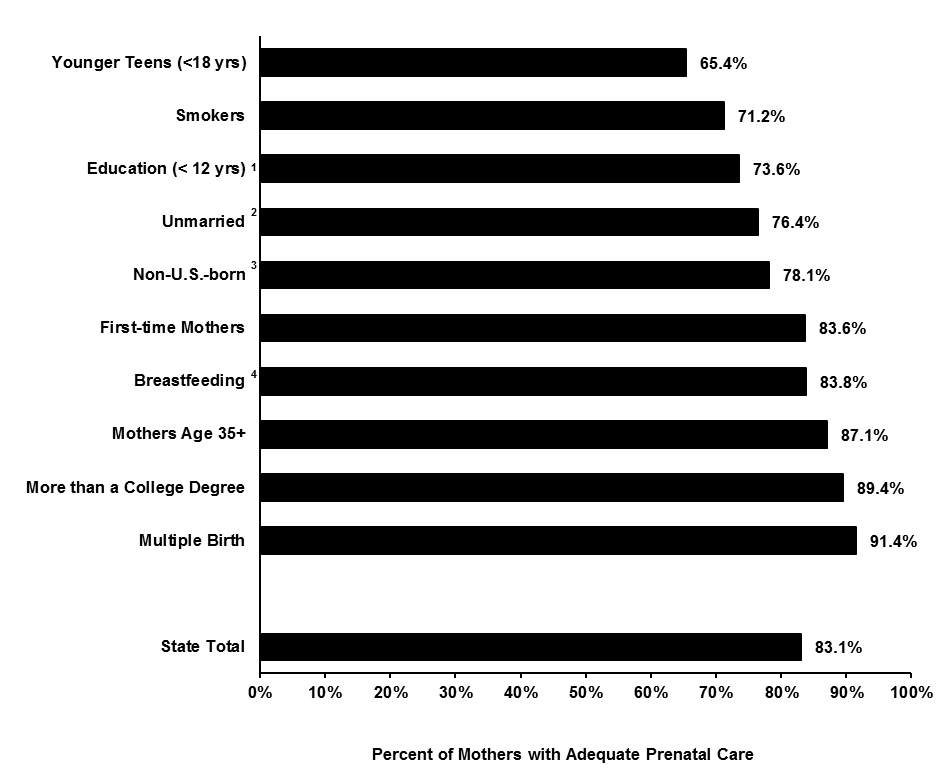 Younger Teens (<18 yrs) 65.4%
Smokers 71.2%
Education (< 12 yrs) 1 73.6%
Unmarried 2 76.4%
Non-U.S.-born 3 78.1%
First-time Mothers 83.6%
Breastfeeding 4 83.8%
Mothers Age 35+ 87.1%
More than a College Degree 89.4%
Multiple Birth 91.4%
State Total 83.1%
0% 10% 20% 30% 40% 50% 60% 70% 80% 90% 100%
Percent of Mothers with Adequate Prenatal Care